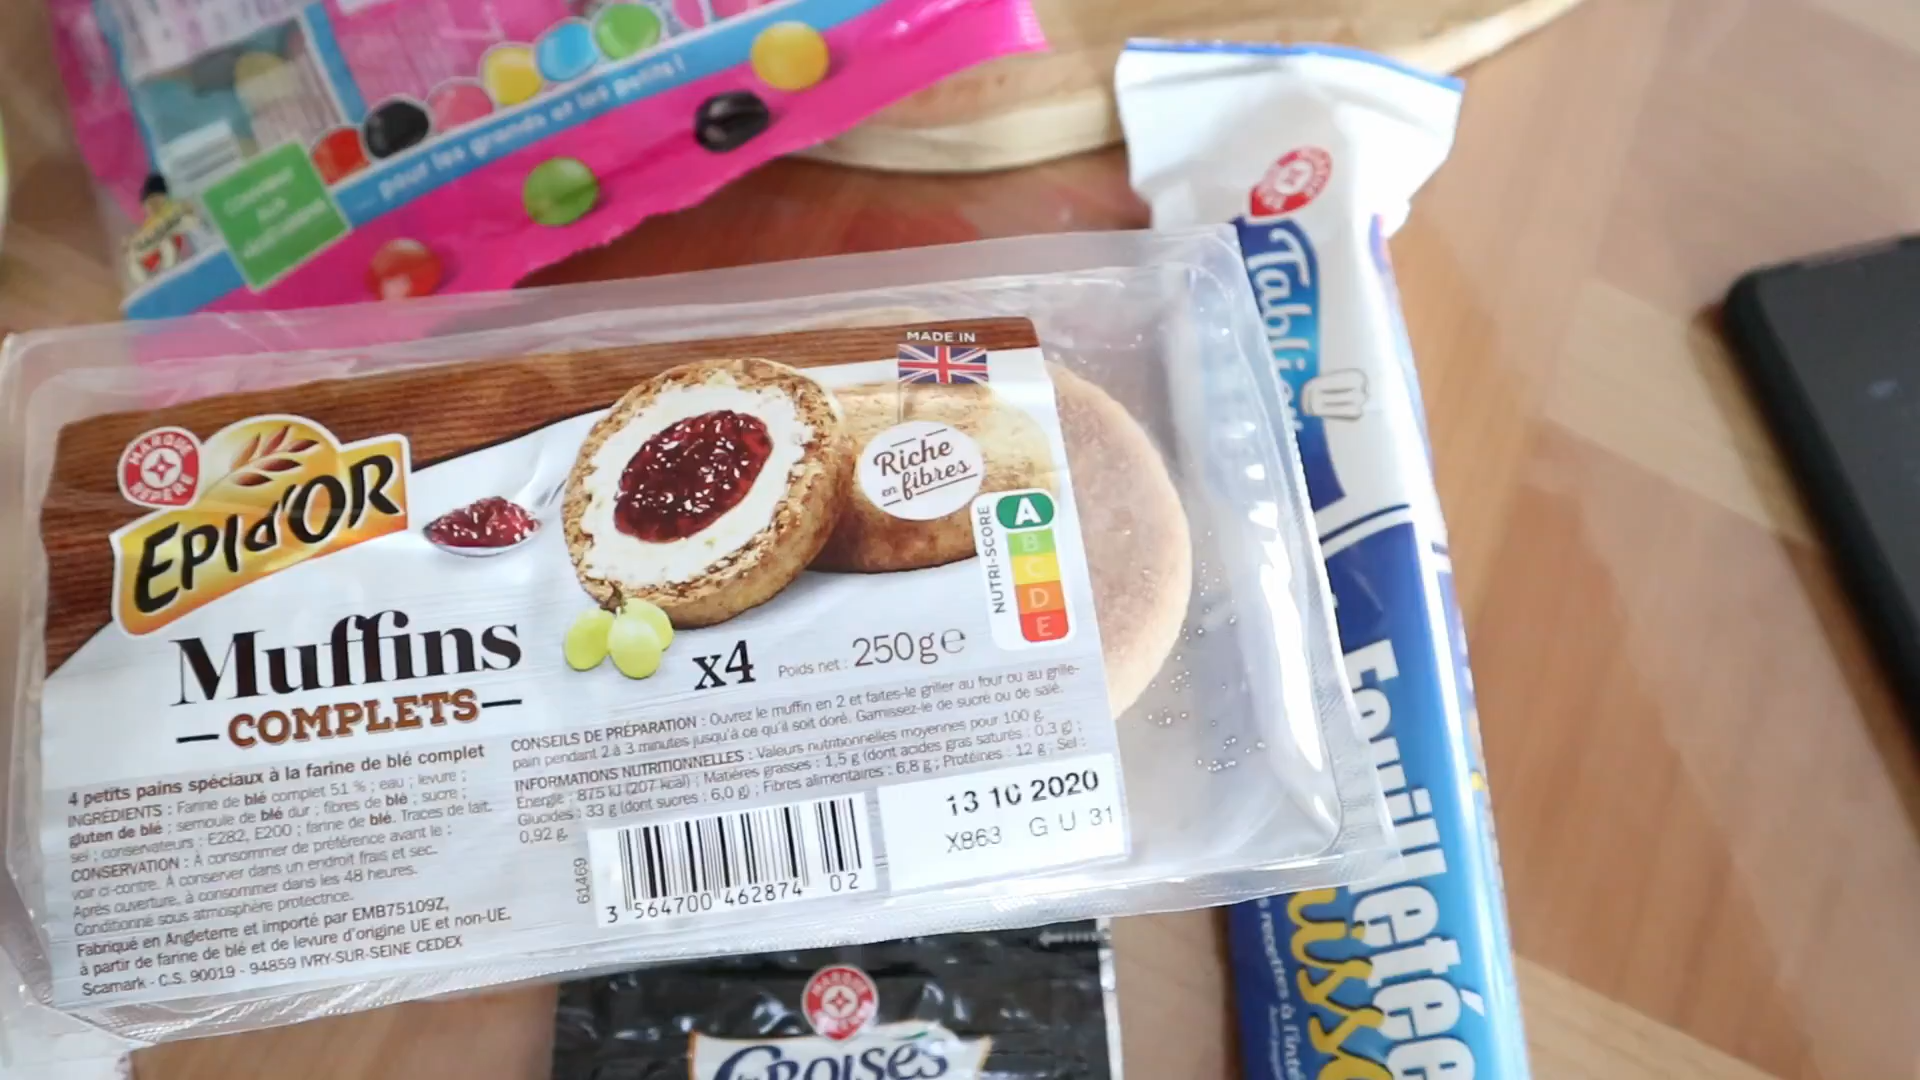 ... pour les grands et les petits !
MARQUE REPÈRE
Tablier
MADE IN
MARQUE
REPÈRE
EPI d'OR
Riche
en fibres
NUTRI-SCORE
A
B
C
D
E
Muffins
COMPLETS
x4 Poids net : 250g e
4 petits pains spéciaux à la farine de blé complet
INGRÉDIENTS : Farine de blé complet 51 % ; eau ; levure ;
gluten de blé ; semoule de blé dur ; fibres de blé ; sucre ;
sel ; conservateurs : E282, E200 ; farine de blé. Traces de lait.
CONSERVATION : À consommer de préférence avant le :
voir ci-contre. À conserver dans un endroit frais et sec.
Après ouverture, à consommer dans les 48 heures.
Conditionné sous atmosphère protectrice.
Fabriqué en Angleterre et importé par EMB75109Z,
à partir de farine de blé et de levure d'origine UE et non-UE.
Scamark - C.S. 90019 - 94859 IVRY-SUR-SEINE CEDEX
CONSEILS DE PRÉPARATION : Ouvrez le muffin en 2 et faites-le griller au four ou au grille-
pain pendant 2 à 3 minutes jusqu'à ce qu'il soit doré. Garnissez-le de sucré ou de salé.
INFORMATIONS NUTRITIONNELLES : Valeurs nutritionnelles moyennes pour 100 g
Énergie : 875 kJ (207 kcal) ; Matières grasses : 1,5 g (dont acides gras saturés : 0,3 g) ;
Glucides : 33 g (dont sucres : 6,0 g) ; Fibres alimentaires : 6,8 g ; Protéines : 12 g ; Sel :
0,92 g.
61469
3 564700 462874 02
13 10 2020
X863 GU 31
Feuilletée
MARQUE
REPÈRE
Croisés